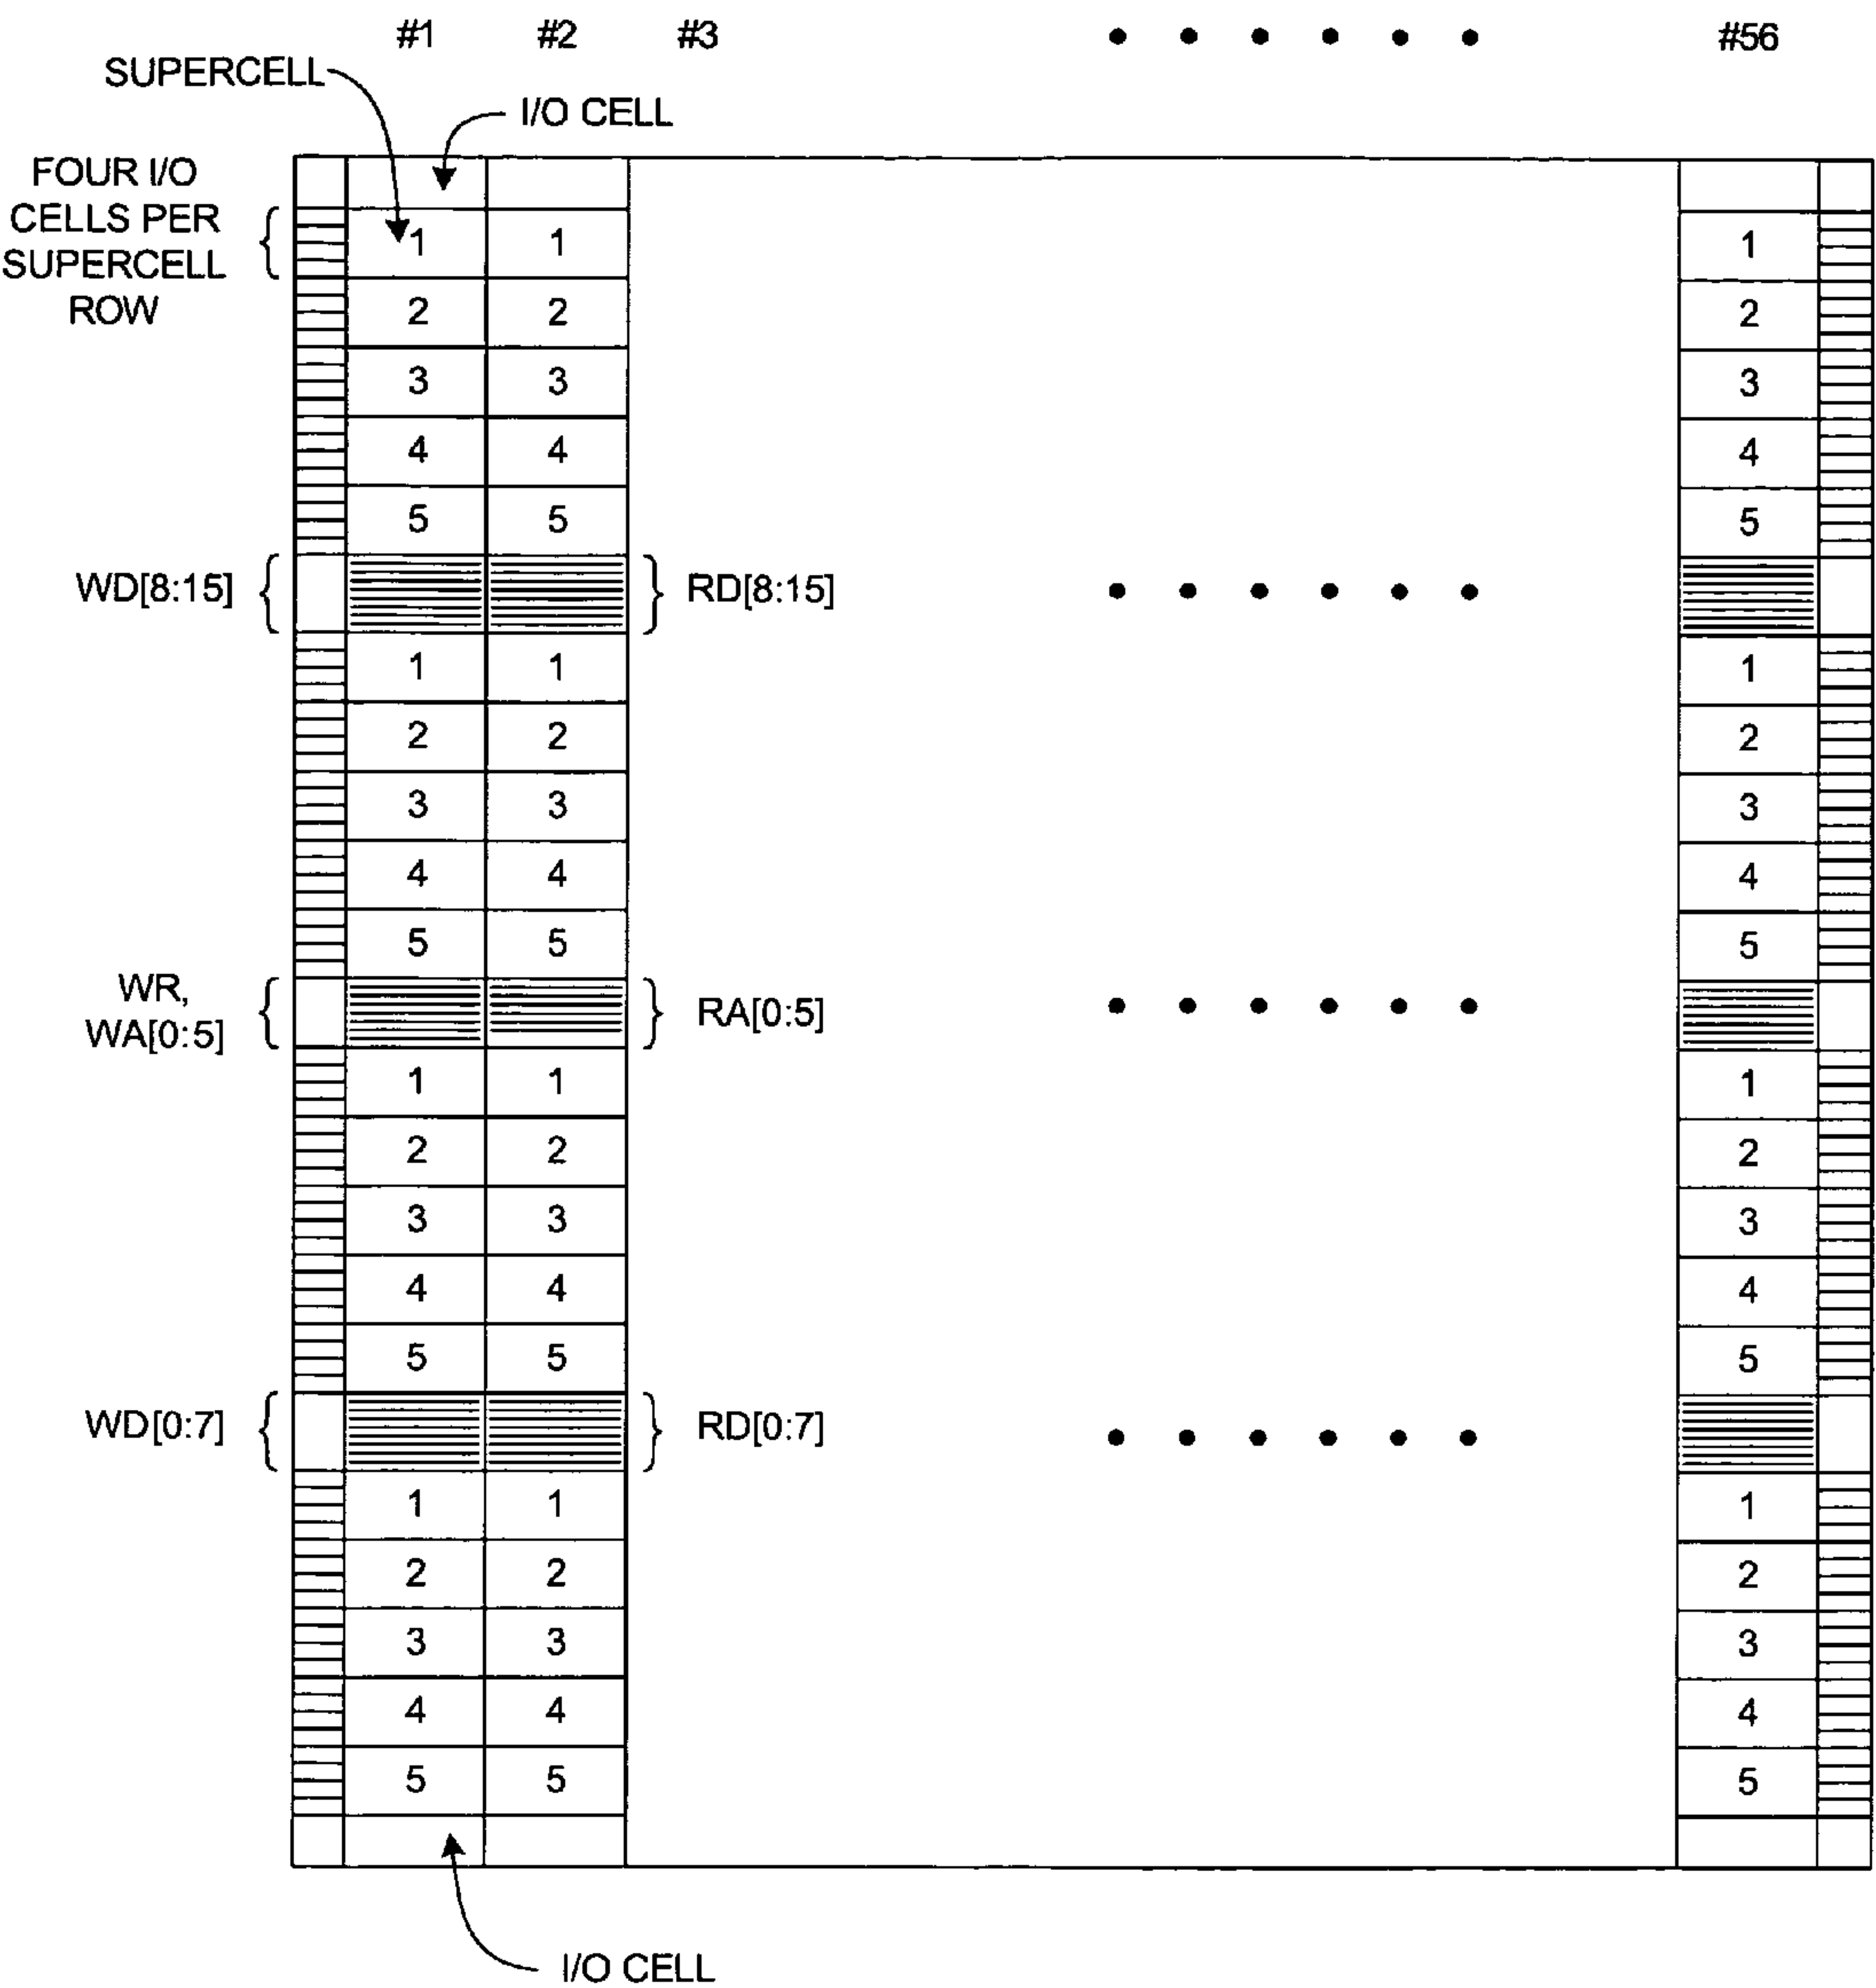 #1 #2 #3 #56
SUPERCELL
I/O CELL
FOUR I/O
CELLS PER
SUPERCELL
ROW
1 1 1
2 2 2
3 3 3
4 4 4
5 5 5
WD[8:15] RD[8:15]
1 1 1
2 2 2
3 3 3
4 4 4
5 5 5
WR,
WA[0:5] RA[0:5]
1 1 1
2 2 2
3 3 3
4 4 4
5 5 5
WD[0:7] RD[0:7]
1 1 1
2 2 2
3 3 3
4 4 4
5 5 5
I/O CELL